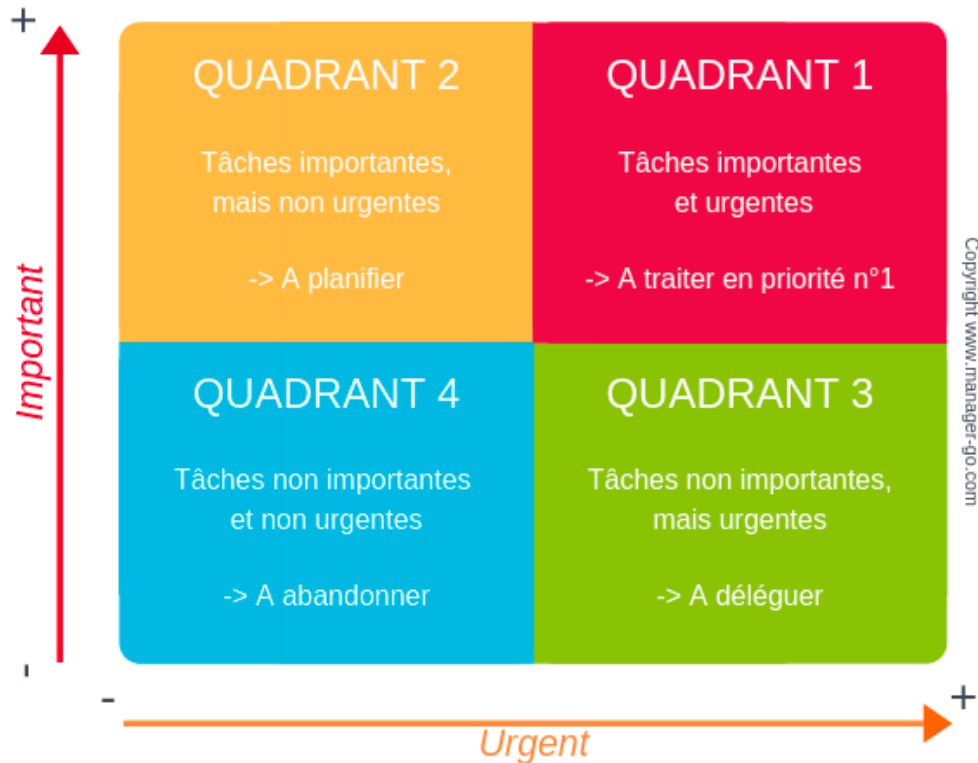 +
QUADRANT 2
Tâches importantes,
mais non urgentes
-> A planifier
QUADRANT 1
Tâches importantes
et urgentes
-> A traiter en priorité n°1
QUADRANT 4
Tâches non importantes
et non urgentes
-> A abandonner
QUADRANT 3
Tâches non importantes,
mais urgentes
-> A déléguer
Important
-
-
Urgent
+
Copyright www.manager-go.com